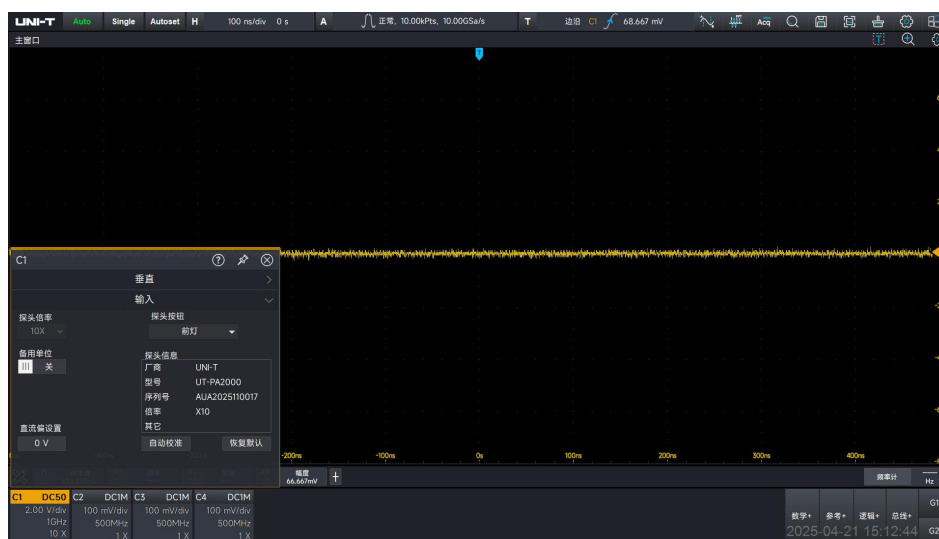 UNI-T Auto Single Autoset H 100 ns/div 0 s A 正常, 10.00kPts, 10.00GSa/s T 边沿 C1 68.667 mV Acq
主窗口
T
C1
垂直
输入
探头倍率 探头按钮
10X 前灯
备用单位 探头信息
关 厂商 UNI-T
型号 UT-PA2000
序列号 AUA2025110017
倍率 X10
直流偏设置 其它
0 V 自动校准 恢复默认
-200ns -100ns 0s 100ns 200ns 300ns 400ns
幅度
66.667mV + 频率计 Hz
C1 DC50 C2 DC1M C3 DC1M C4 DC1M G1
2.00 V/div 100 mV/div 100 mV/div 100 mV/div
1GHz 500MHz 500MHz 500MHz 数学+ 参考+ 逻辑+ 总线+
10 X 1 X 1 X 1 X 2025-04-21 15:12:44 G2